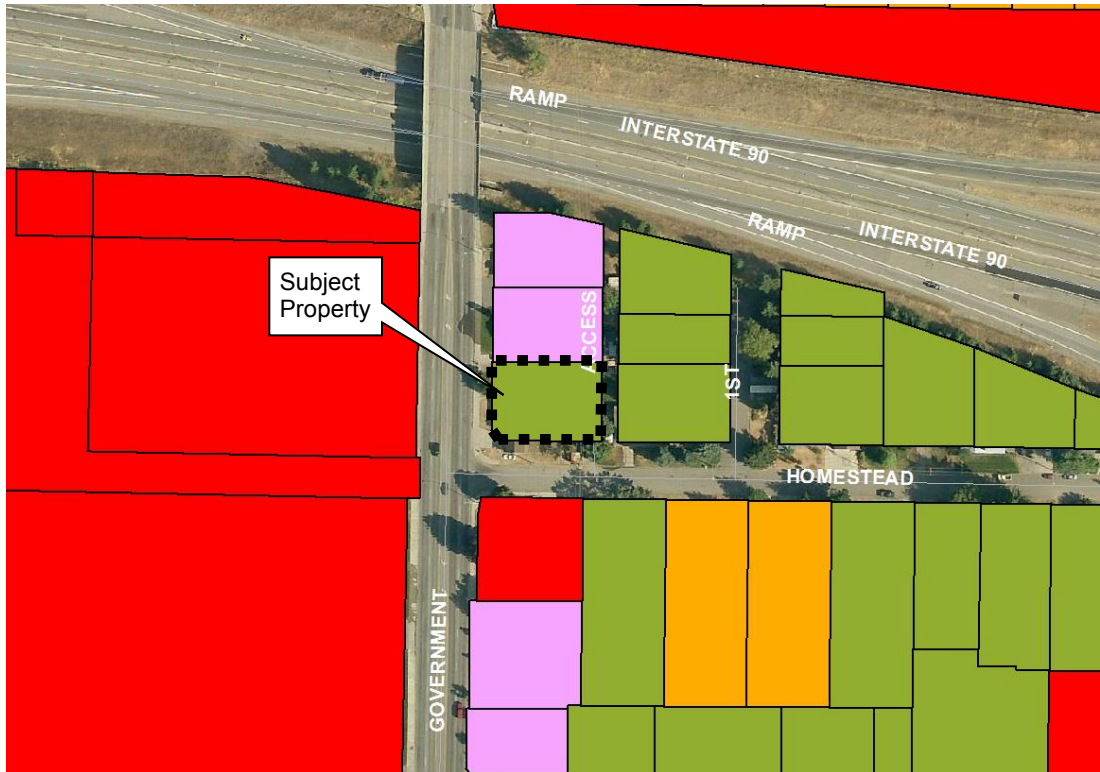 RAMP
INTERSTATE 90
RAMP
INTERSTATE 90
Subject
Property
ACCESS
1ST
HOMESTEAD
GOVERNMENT